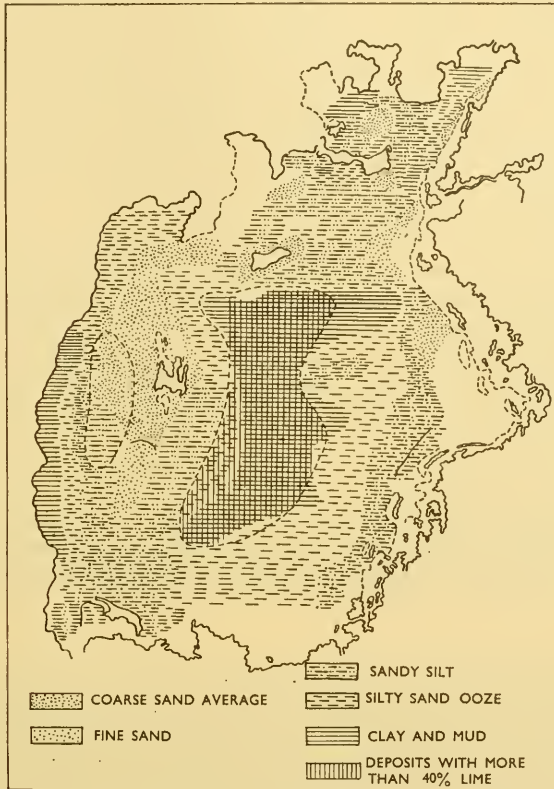 COARSE SAND AVERAGE
FINE SAND
SANDY SILT
SILTY SAND OOZE
CLAY AND MUD
DEPOSITS WITH MORE
THAN 40% LIME